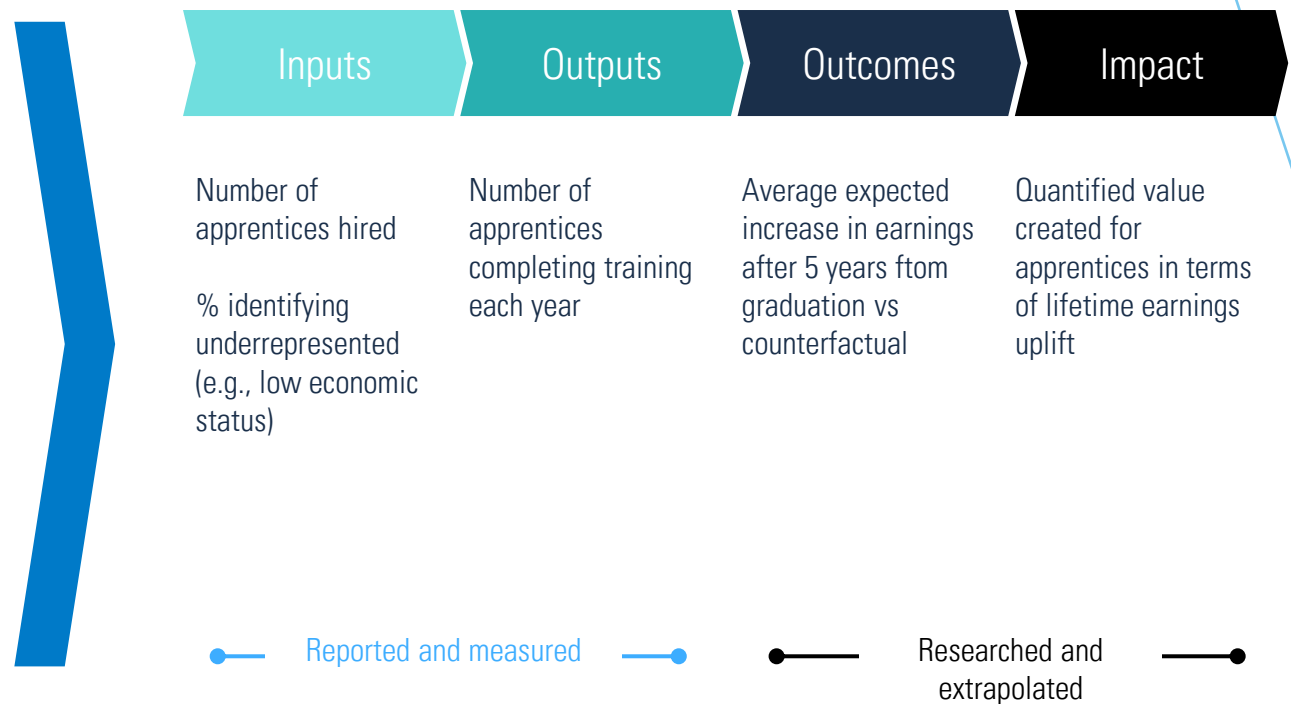 Inputs
Outputs
Outcomes
Impact
Number of
apprentices hired
% identifying
underrepresented
(e.g., low economic
status)
Number of
apprentices
completing training
each year
Average expected
increase in earnings
after 5 years ftom
graduation vs
counterfactual
Quantified value
created for
apprentices in terms
of lifetime earnings
uplift
Reported and measured
Researched and
extrapolated